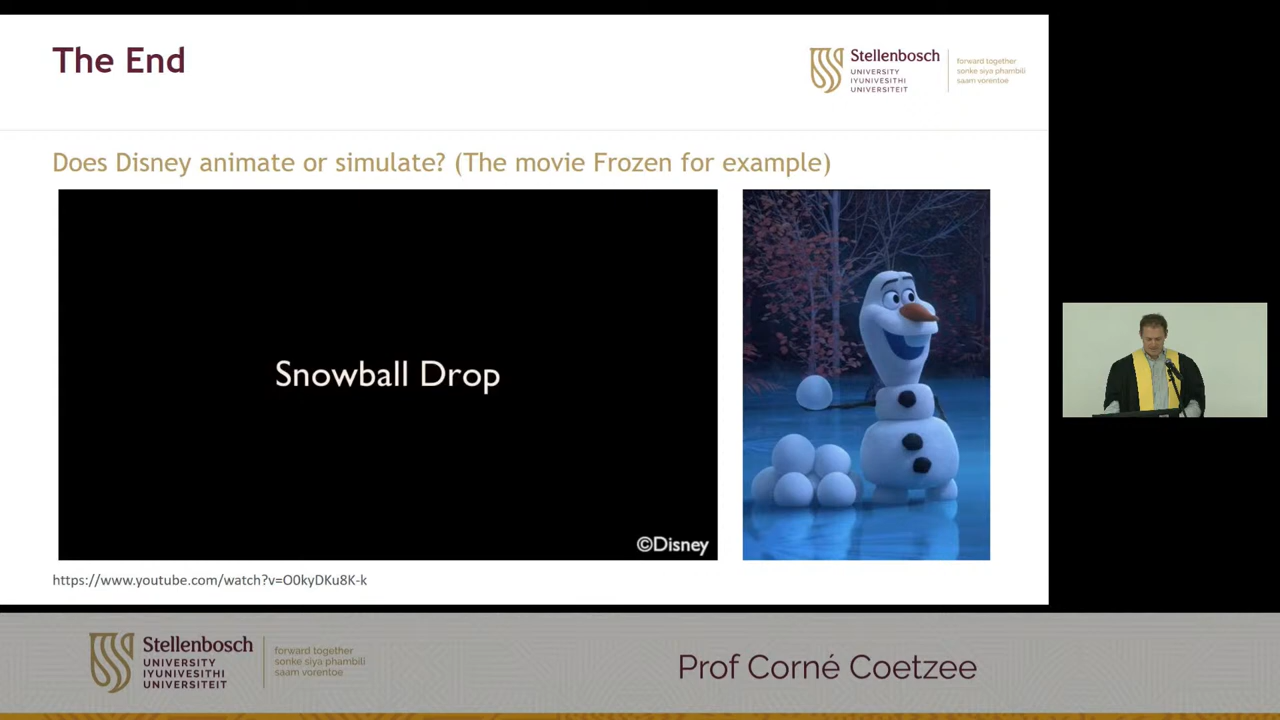 The End
Stellenbosch
UNIVERSITY
IYUNIVESITHI
UNIVERSITEIT
forward together
sonke siya phambili
saam vorentoe
Does Disney animate or simulate? (The movie Frozen for example)
Snowball Drop
©Disney
https://www.youtube.com/watch?v=O0kyDKu8K-k
Stellenbosch
UNIVERSITY
IYUNIVESITHI
UNIVERSITEIT
forward together
sonke siya phambili
saam vorentoe
Prof Corné Coetzee